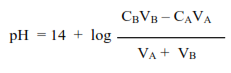 CBVB – CAVA
pH = 14 + log
VA + VB